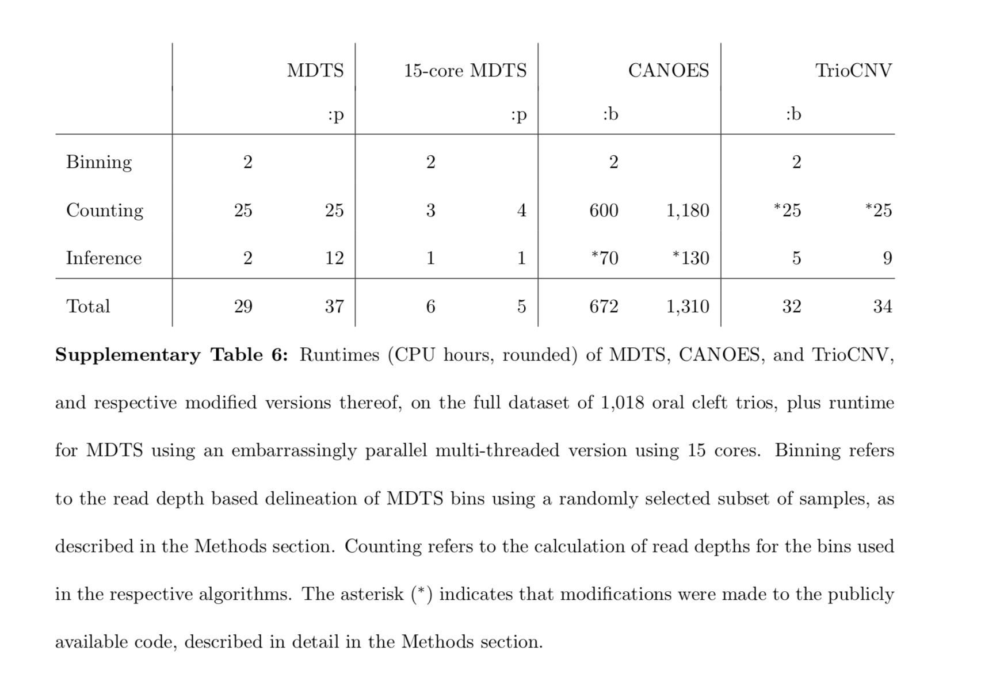 MDTS 15-core MDTS CANOES TrioCNV
:p :p :b :b
Binning 2 2 2 2
Counting 25 25 3 4 600 1,180 *25 *25
Inference 2 12 1 1 *70 *130 5 9
Total 29 37 6 5 672 1,310 32 34
Supplementary Table 6: Runtimes (CPU hours, rounded) of MDTS, CANOES, and TrioCNV,
and respective modified versions thereof, on the full dataset of 1,018 oral cleft trios, plus runtime
for MDTS using an embarrassingly parallel multi-threaded version using 15 cores. Binning refers
to the read depth based delineation of MDTS bins using a randomly selected subset of samples, as
described in the Methods section. Counting refers to the calculation of read depths for the bins used
in the respective algorithms. The asterisk (*) indicates that modifications were made to the publicly
available code, described in detail in the Methods section.